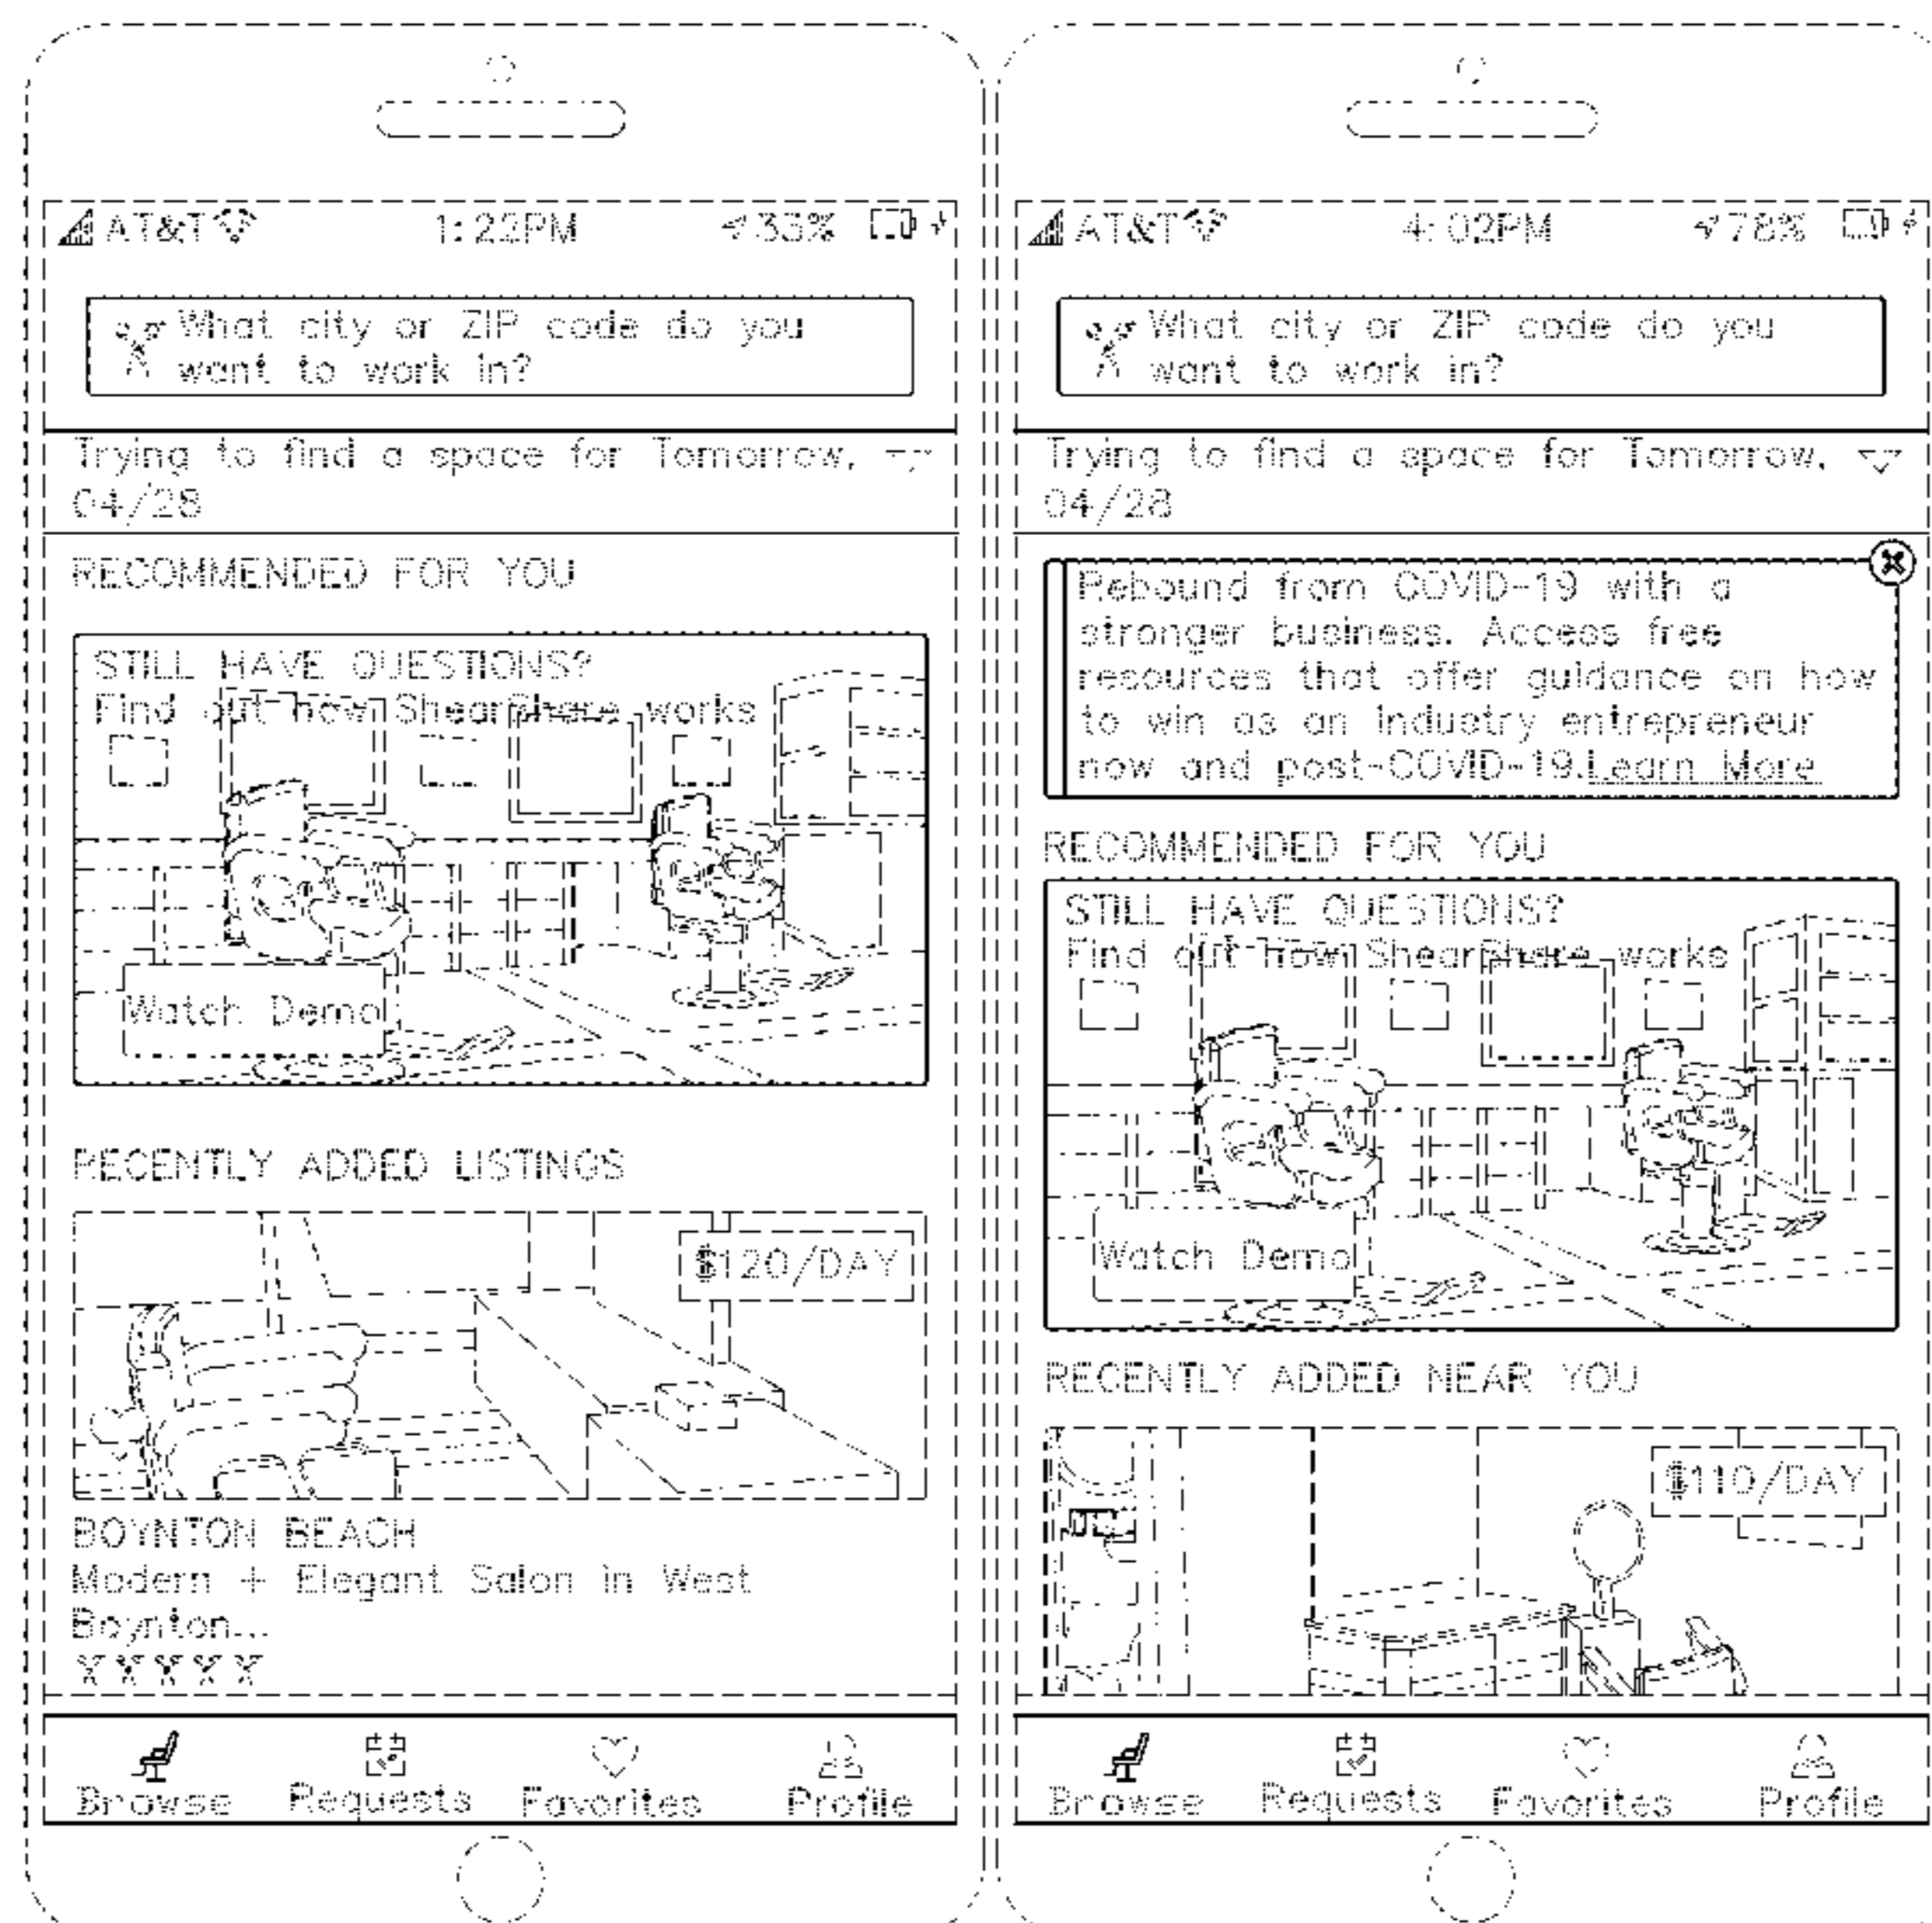 AT&T 1:22PM 33%
What city or ZIP code do you
want to work in?
Trying to find a space for Tomorrow,
04/28
RECOMMENDED FOR YOU
STILL HAVE QUESTIONS?
Find out how ShearShare works
Watch Demo
RECENTLY ADDED LISTINGS
$120/DAY
BOYNTON BEACH
Modern + Elegant Salon in West
Boynton...
Browse Requests Favorites Profile
AT&T 4:02PM 78%
What city or ZIP code do you
want to work in?
Trying to find a space for Tomorrow,
04/28
Rebound from COVID-19 with a
stronger business. Access free
resources that offer guidance on how
to win as an industry entrepreneur
now and post-COVID-19.Learn More
RECOMMENDED FOR YOU
STILL HAVE QUESTIONS?
Find out how ShearShare works
Watch Demo
RECENTLY ADDED NEAR YOU
$110/DAY
Browse Requests Favorites Profile